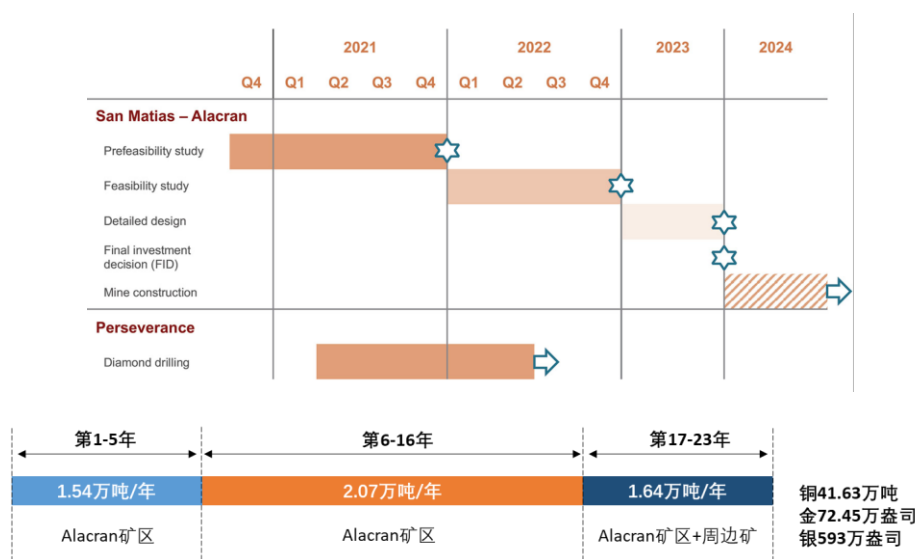 2021 2022 2023 2024
Q4 Q1 Q2 Q3 Q4 Q1 Q2 Q3 Q4
San Matias – Alacran
Prefeasibility study
Feasibility study
Detailed design
Final investment
decision (FID)
Mine construction
Perseverance
Diamond drilling
第1-5年 第6-16年 第17-23年
1.54万吨/年 2.07万吨/年 1.64万吨/年
Alacran矿区 Alacran矿区 Alacran矿区+周边矿
铜41.63万吨
金72.45万盎司
银593万盎司